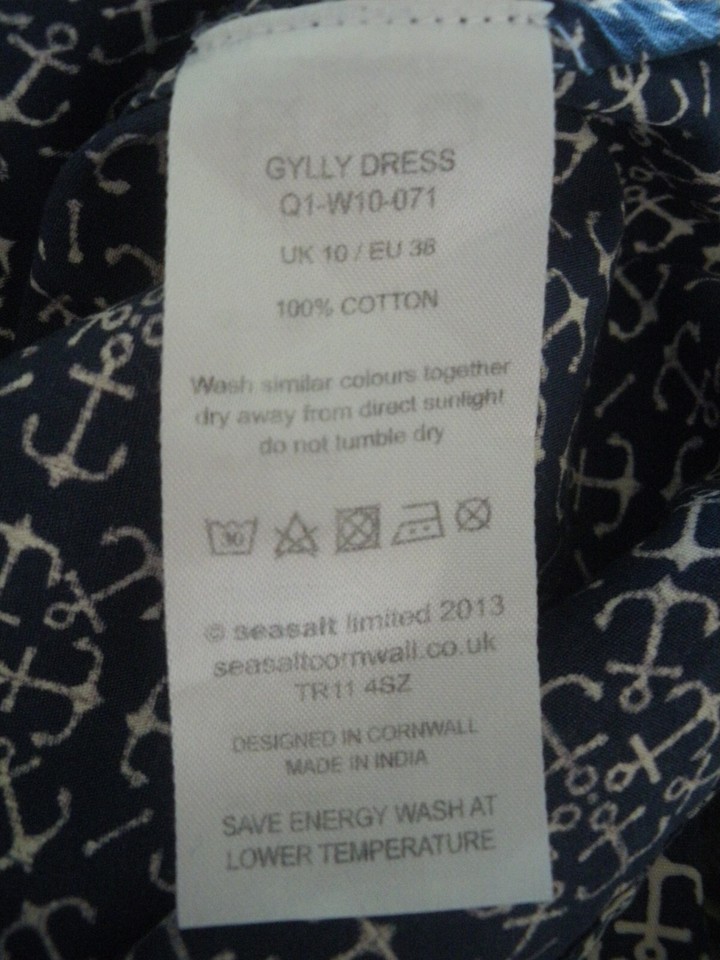 GYLLY DRESS
Q1-W10-071
UK 10 / EU 38
100% COTTON
Wash similar colours together
dry away from direct sunlight
do not tumble dry
30
© seasalt limited 2013
seasaltcornwall.co.uk
TR11 4SZ
DESIGNED IN CORNWALL
MADE IN INDIA
SAVE ENERGY WASH AT
LOWER TEMPERATURE